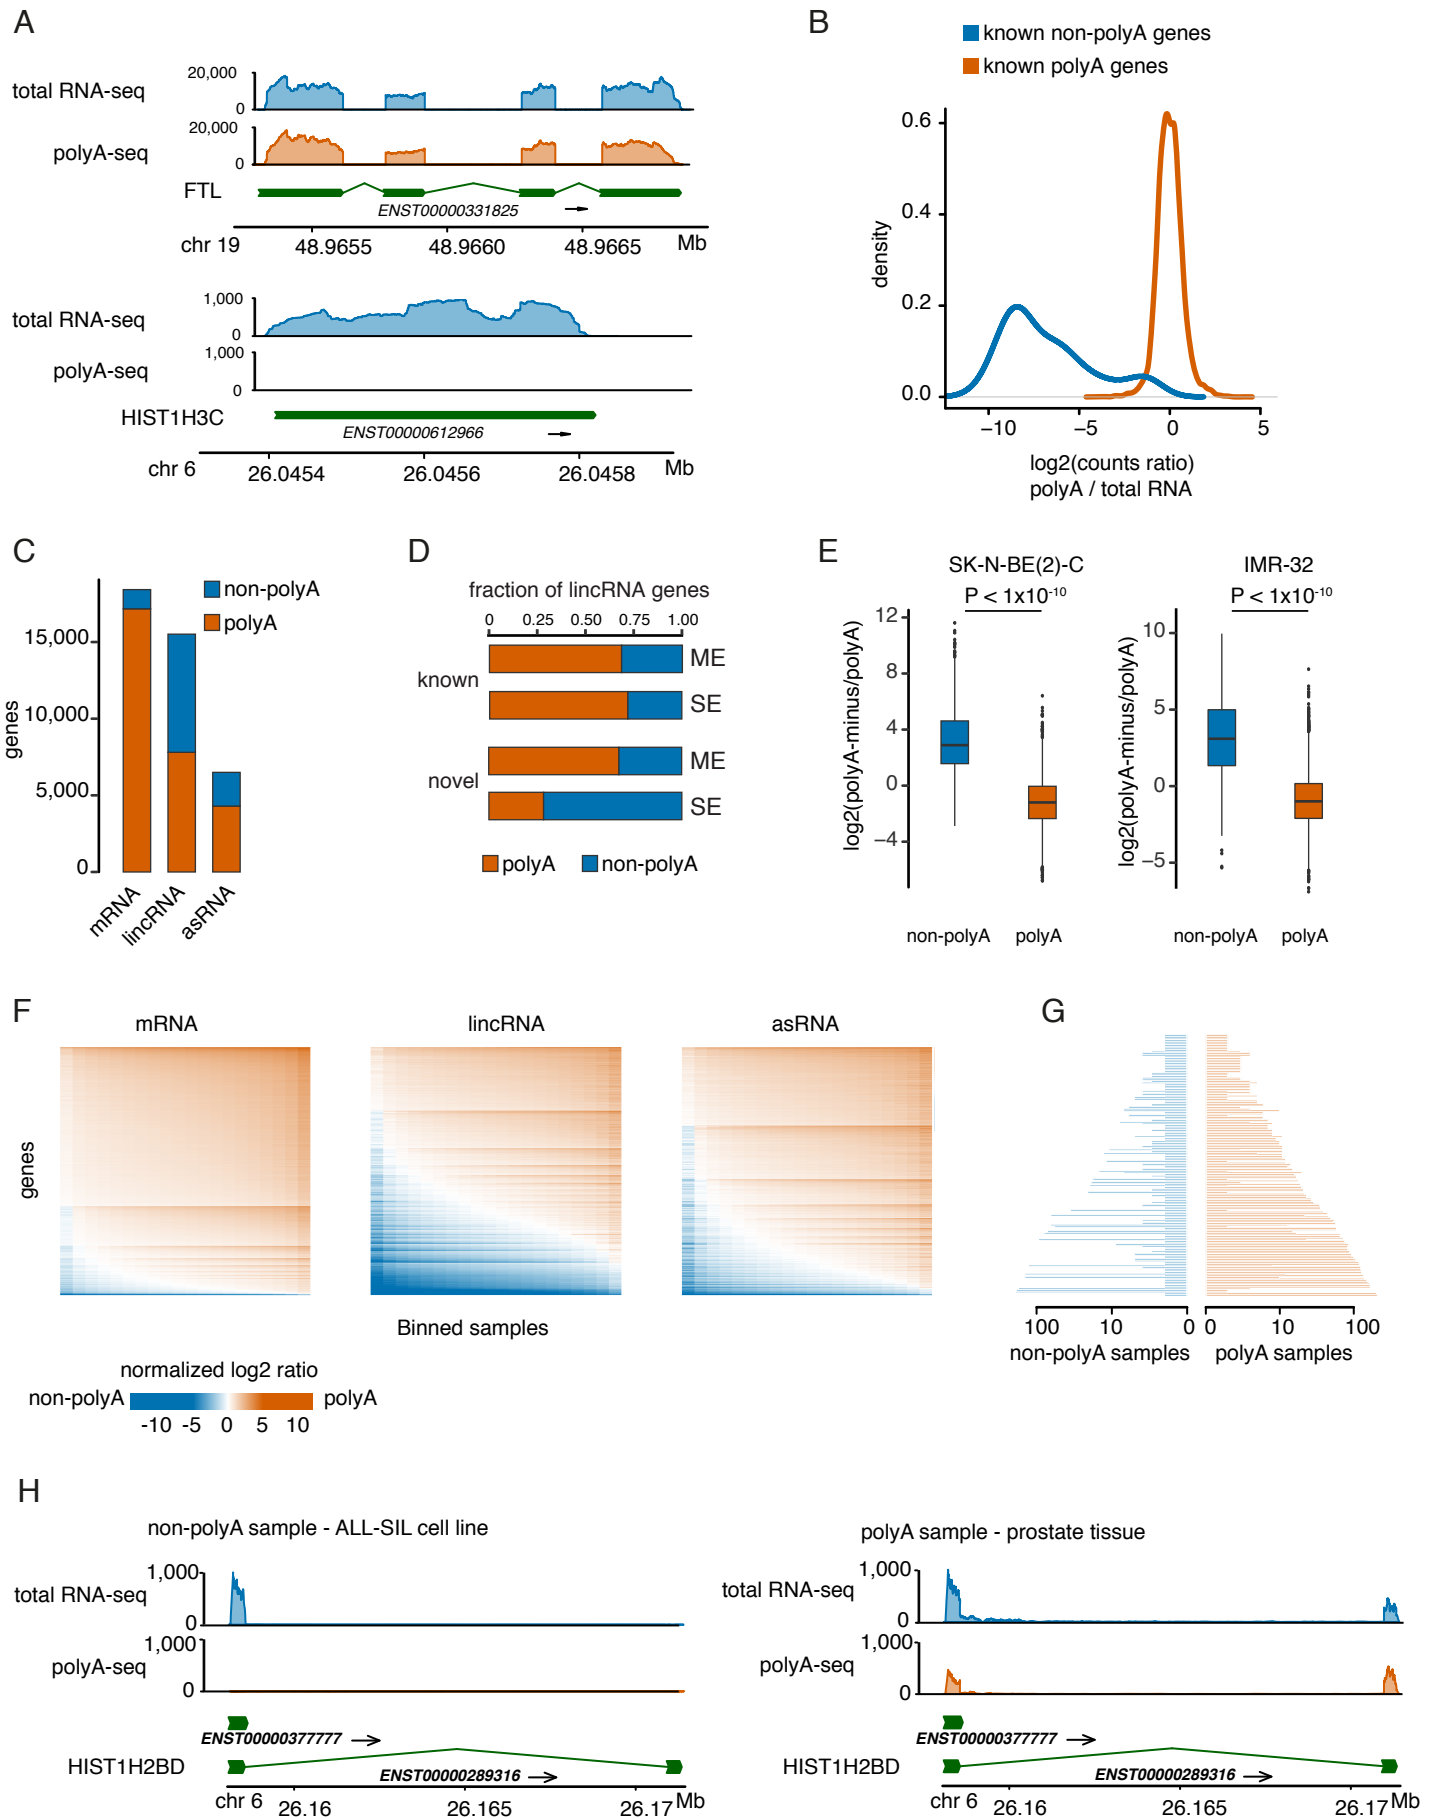 A
total RNA-seq
20,000
0
polyA-seq
20,000
0
FTL
ENST00000331825
chr 19
48.9655
48.9660
48.9665
Mb
total RNA-seq
1,000
0
polyA-seq
1,000
0
HIST1H3C
ENST00000612966
chr 6
26.0454
26.0456
26.0458
Mb
B
known non-polyA genes
known polyA genes
density
0.6
0.4
0.2
0.0
−10
−5
0
5
log2(counts ratio)
polyA / total RNA
C
non-polyA
polyA
genes
15,000
10,000
5,000
0
mRNA
lincRNA
asRNA
D
fraction of lincRNA genes
0
0.25
0.50
0.75
1.00
known
ME
SE
novel
ME
SE
polyA
non-polyA
E
SK-N-BE(2)-C
P < 1x10-10
log2(polyA-minus/polyA)
12
8
4
0
−4
non-polyA
polyA
IMR-32
P < 1x10-10
log2(polyA-minus/polyA)
10
5
0
−5
non-polyA
polyA
F
mRNA
lincRNA
asRNA
genes
Binned samples
normalized log2 ratio
non-polyA
polyA
-10
-5
0
5
10
G
100
10
0
0
10
100
non-polyA samples
polyA samples
H
non-polyA sample - ALL-SIL cell line
total RNA-seq
1,000
0
polyA-seq
1,000
0
ENST00000377777
HIST1H2BD
ENST00000289316
chr 6
26.16
26.165
26.17
Mb
polyA sample - prostate tissue
total RNA-seq
1,000
0
polyA-seq
1,000
0
ENST00000377777
HIST1H2BD
ENST00000289316
chr 6
26.16
26.165
26.17
Mb